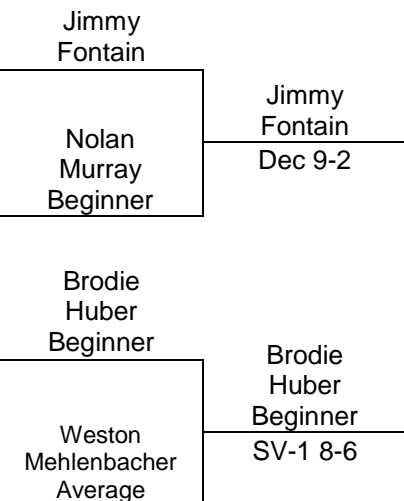 Jimmy
Fontain
Nolan
Murray
Beginner
Jimmy
Fontain
Dec 9-2
Brodie
Huber
Beginner
Weston
Mehlenbacher
Average
Brodie
Huber
Beginner
SV-1 8-6